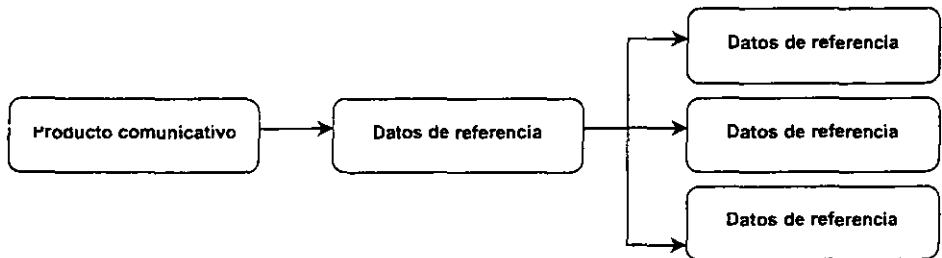 Datos de referencia
Producto comunicativo
Datos de referencia
Datos de referencia
Datos de referencia